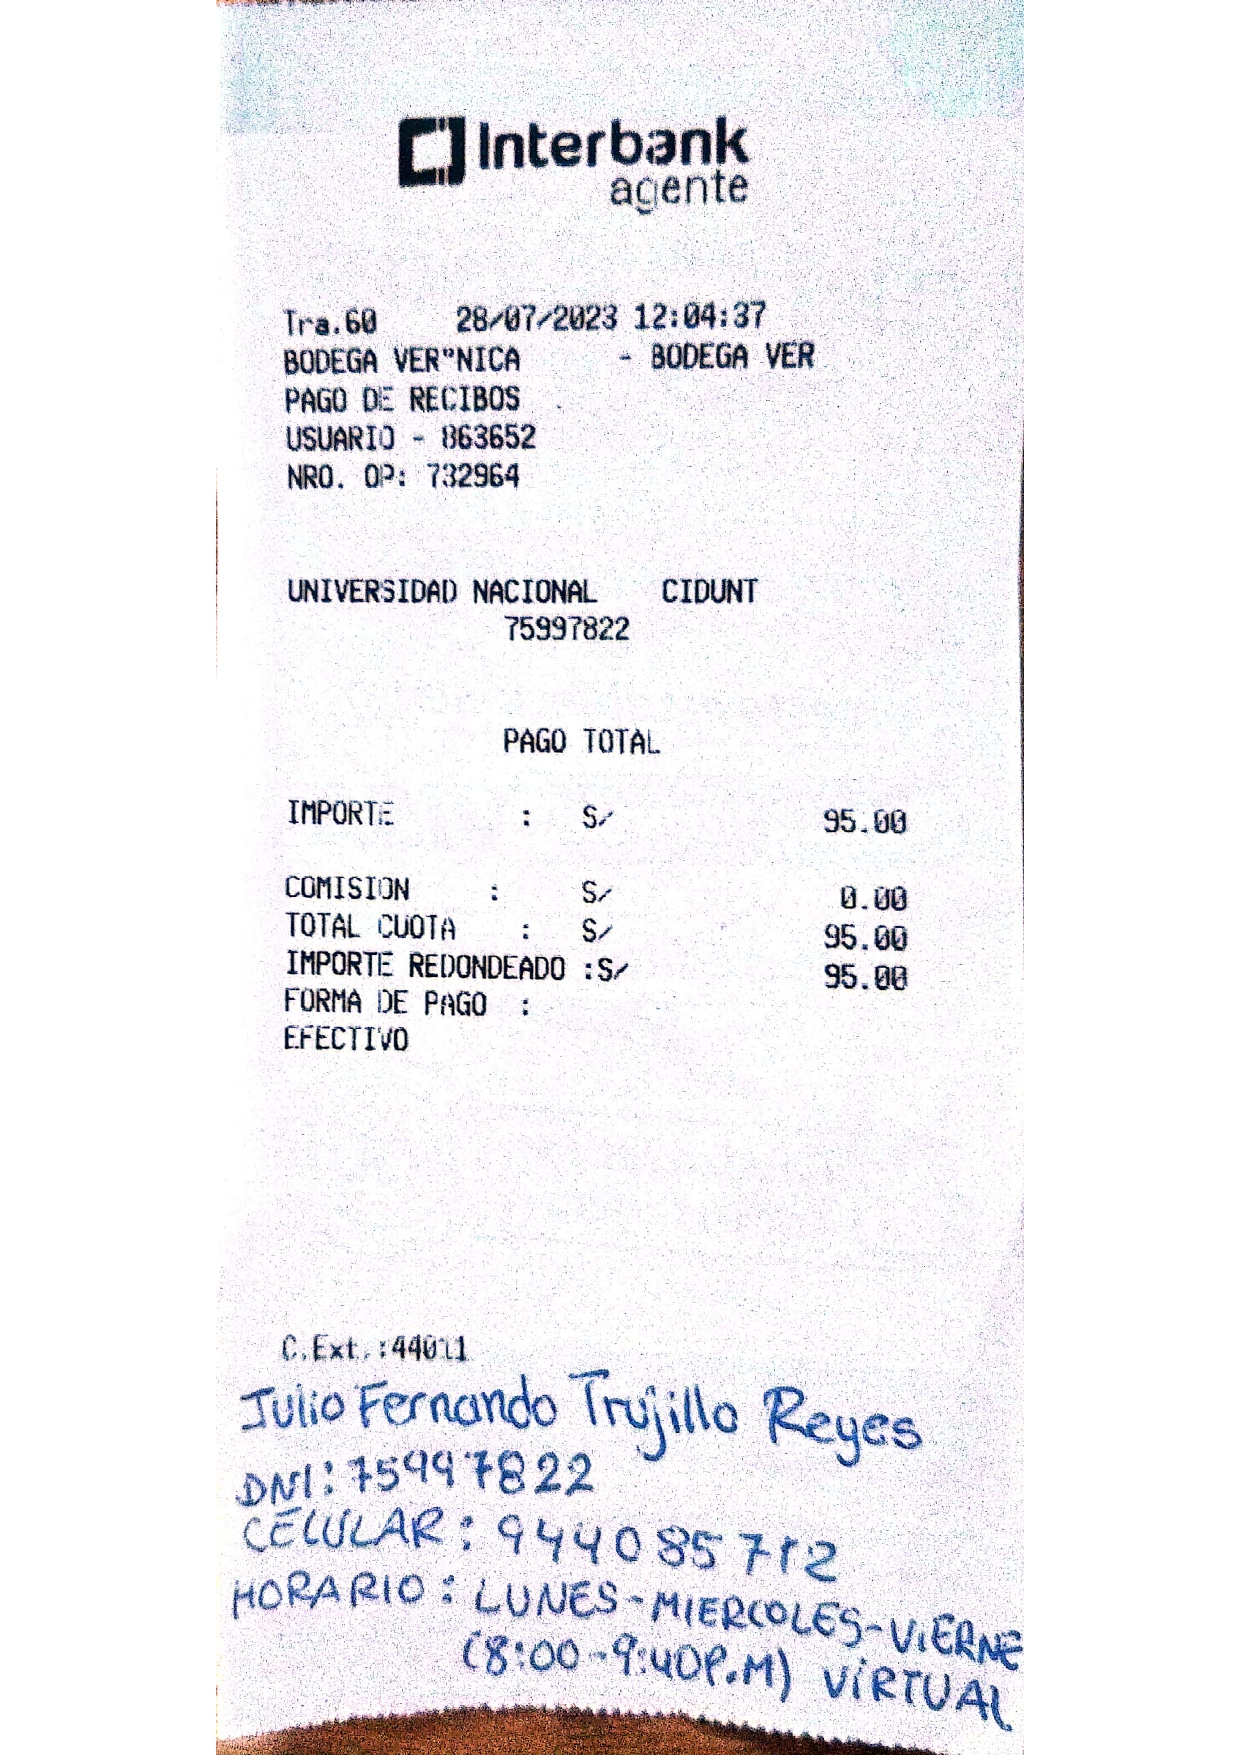 Interbank
agente
Tra.60 28/07/2023 12:04:37
BODEGA VER"NICA - BODEGA VER
PAGO DE RECIBOS
USUARIO - 863652
NRO. OP: 732964
UNIVERSIDAD NACIONAL CIDUNT
75997822
PAGO TOTAL
IMPORTE : S/ 95.00
COMISION : S/ 0.00
TOTAL CUOTA : S/ 95.00
IMPORTE REDONDEADO :S/ 95.00
FORMA DE PAGO :
EFECTIVO
C.Ext.:44011
Julio Fernando Trujillo Reyes
DNI: 75997822
CELULAR: 944085712
HORARIO: LUNES-MIERCOLES-VIERNE
(8:00-9:40P.M) VIRTUAL